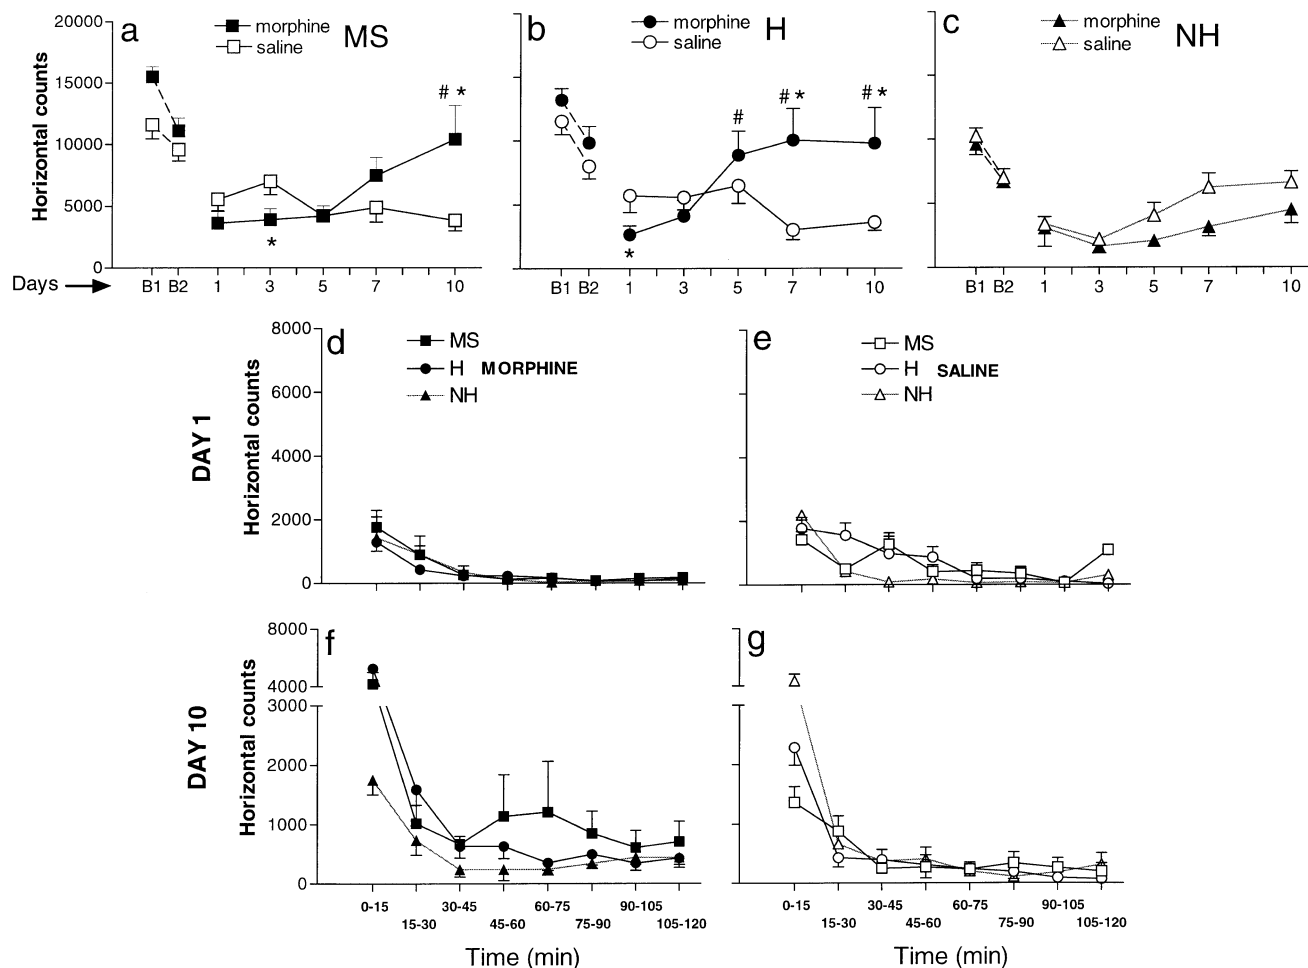 a
morphine
saline
MS
b
morphine
saline
H
c
morphine
saline
NH
Horizontal counts
20000
15000
10000
5000
0
# *
*
#
# *
# *
*
Days
B1 B2 1 3 5 7 10
B1 B2 1 3 5 7 10
B1 B2 1 3 5 7 10
DAY 1
Horizontal counts
8000
6000
4000
2000
0
d
MS
H MORPHINE
NH
e
MS
H SALINE
NH
DAY 10
Horizontal counts
8000
4000
3000
2000
1000
0
f
g
0-15 30-45 60-75 90-105
15-30 45-60 75-90 105-120
Time (min)
0-15 30-45 60-75 90-105
15-30 45-60 75-90 105-120
Time (min)